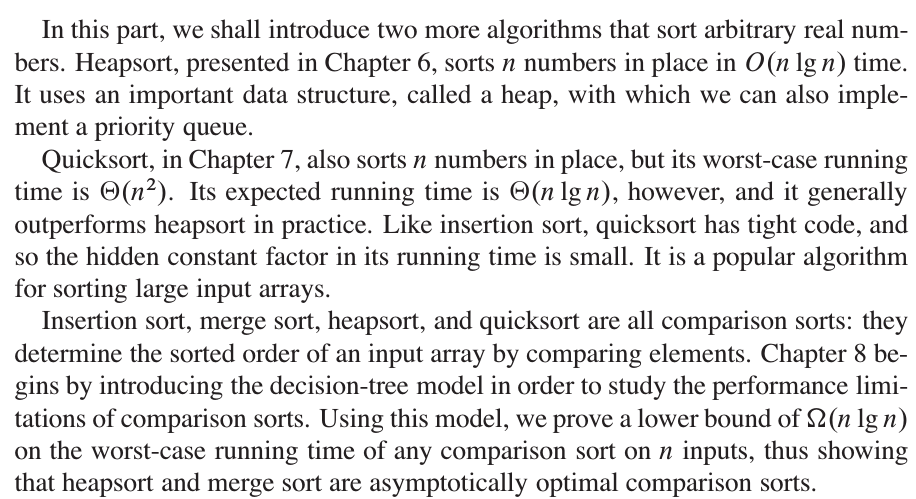 In this part, we shall introduce two more algorithms that sort arbitrary real num-
bers. Heapsort, presented in Chapter 6, sorts n numbers in place in O(n lg n) time.
It uses an important data structure, called a heap, with which we can also imple-
ment a priority queue.
Quicksort, in Chapter 7, also sorts n numbers in place, but its worst-case running
time is Θ(n²). Its expected running time is Θ(n lg n), however, and it generally
outperforms heapsort in practice. Like insertion sort, quicksort has tight code, and
so the hidden constant factor in its running time is small. It is a popular algorithm
for sorting large input arrays.
Insertion sort, merge sort, heapsort, and quicksort are all comparison sorts: they
determine the sorted order of an input array by comparing elements. Chapter 8 be-
gins by introducing the decision-tree model in order to study the performance limi-
tations of comparison sorts. Using this model, we prove a lower bound of Ω(n lg n)
on the worst-case running time of any comparison sort on n inputs, thus showing
that heapsort and merge sort are asymptotically optimal comparison sorts.